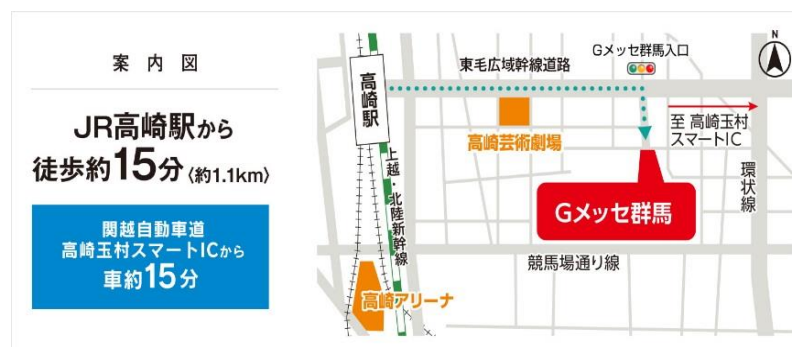 案内図
JR高崎駅から
徒歩約15分〈約1.1km〉
関越自動車道
高崎玉村スマートICから
車約15分
N
Gメッセ群馬入口
東毛広域幹線道路
高崎駅
高崎芸術劇場
至 高崎玉村
スマートIC
上越・北陸新幹線
環状線
Gメッセ群馬
競馬場通り線
高崎アリーナ